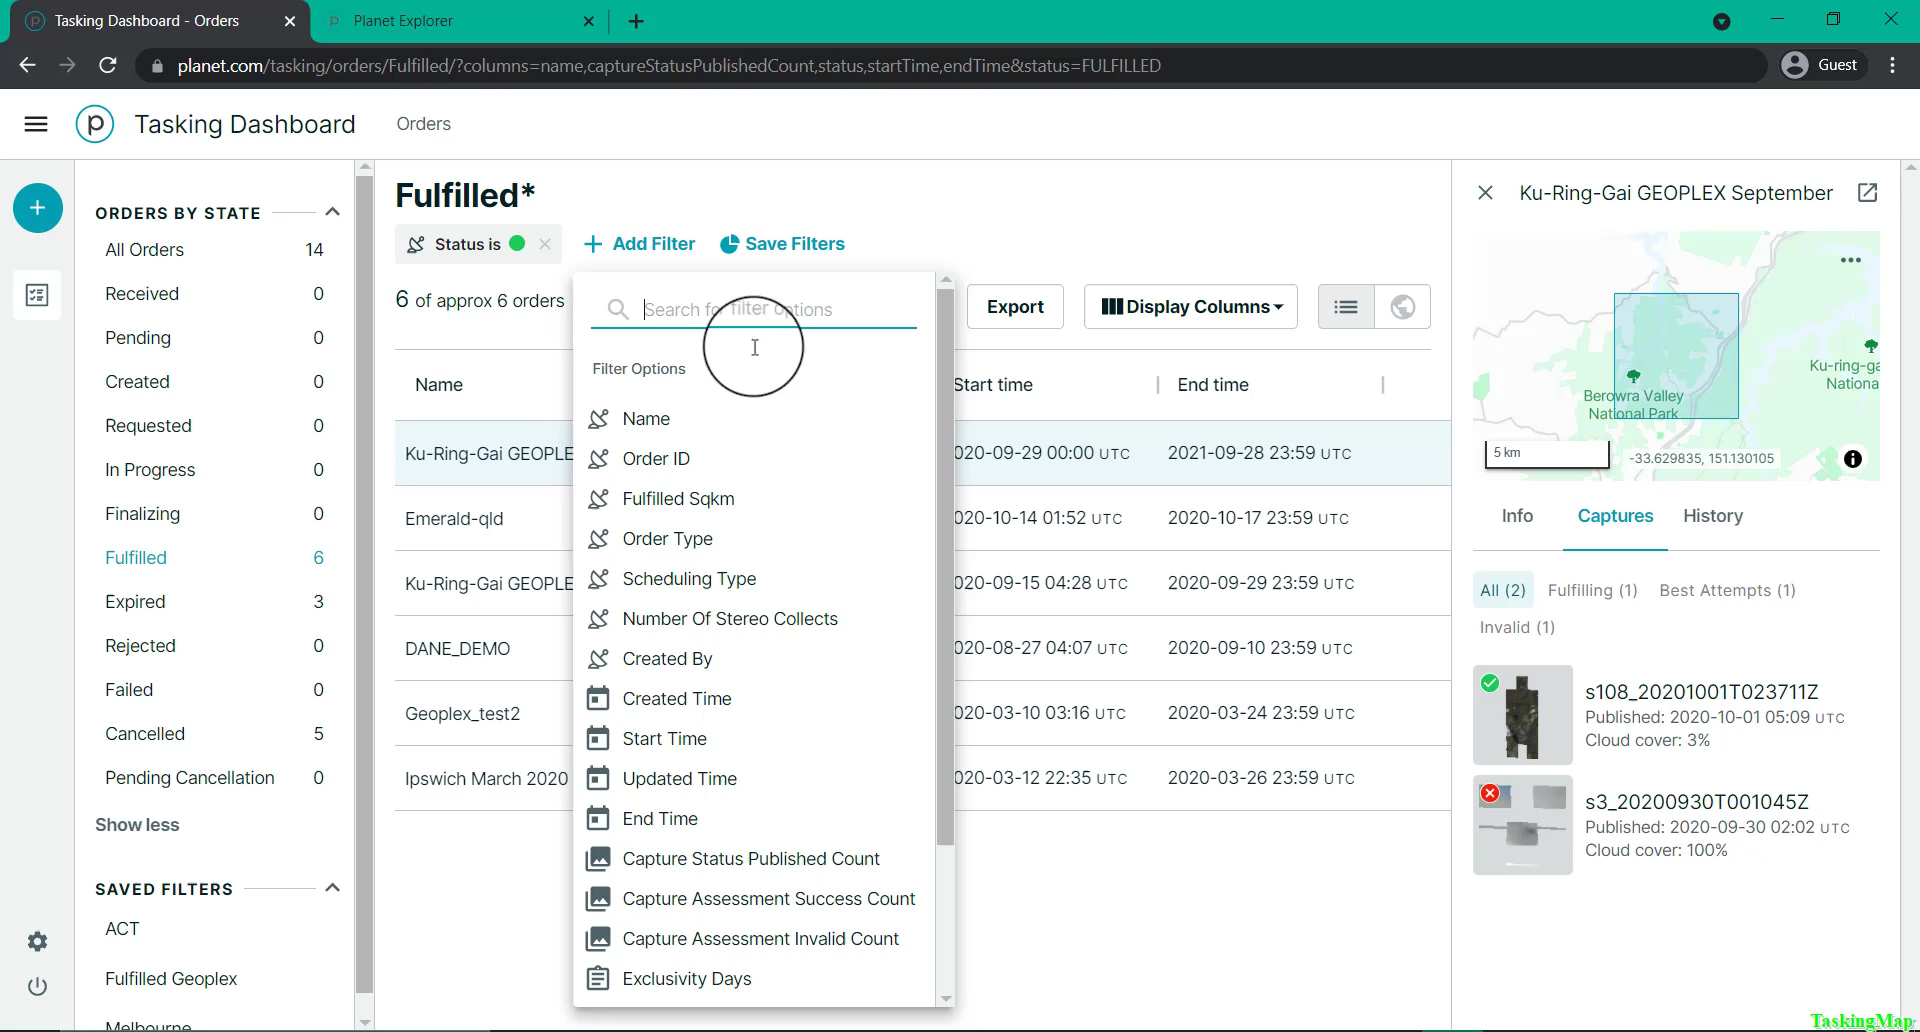 Tasking Dashboard - Orders
Planet Explorer
planet.com/tasking/orders/Fulfilled/?columns=name,captureStatusPublishedCount,status,startTime,endTime&status=FULFILLED
Guest
Tasking Dashboard
Orders
ORDERS BY STATE
All Orders 14
Received 0
Pending 0
Created 0
Requested 0
In Progress 0
Finalizing 0
Fulfilled 6
Expired 3
Rejected 0
Failed 0
Cancelled 5
Pending Cancellation 0
Show less
SAVED FILTERS
ACT
Fulfilled Geoplex
Melbourne
Fulfilled*
Status is
Add Filter
Save Filters
6 of approx 6 orders
Export
Display Columns
Search for filter options
Filter Options
Name
Order ID
Fulfilled Sqkm
Order Type
Scheduling Type
Number Of Stereo Collects
Created By
Created Time
Start Time
Updated Time
End Time
Capture Status Published Count
Capture Assessment Success Count
Capture Assessment Invalid Count
Exclusivity Days
Name Start time End time
Ku-Ring-Gai GEOPLE 020-09-29 00:00 UTC 2021-09-28 23:59 UTC
Emerald-qld 020-10-14 01:52 UTC 2020-10-17 23:59 UTC
Ku-Ring-Gai GEOPLE 020-09-15 04:28 UTC 2020-09-29 23:59 UTC
DANE_DEMO 020-08-27 04:07 UTC 2020-09-10 23:59 UTC
Geoplex_test2 020-03-10 03:16 UTC 2020-03-24 23:59 UTC
Ipswich March 2020 020-03-12 22:35 UTC 2020-03-26 23:59 UTC
Ku-Ring-Gai GEOPLEX September
Ku-ring-ga
Nationa
Berowra Valley
National Park
5 km
-33.629835, 151.130105
Info
Captures
History
All (2)
Fulfilling (1)
Best Attempts (1)
Invalid (1)
s108_20201001T023711Z
Published: 2020-10-01 05:09 UTC
Cloud cover: 3%
s3_20200930T001045Z
Published: 2020-09-30 02:02 UTC
Cloud cover: 100%
TaskingMap